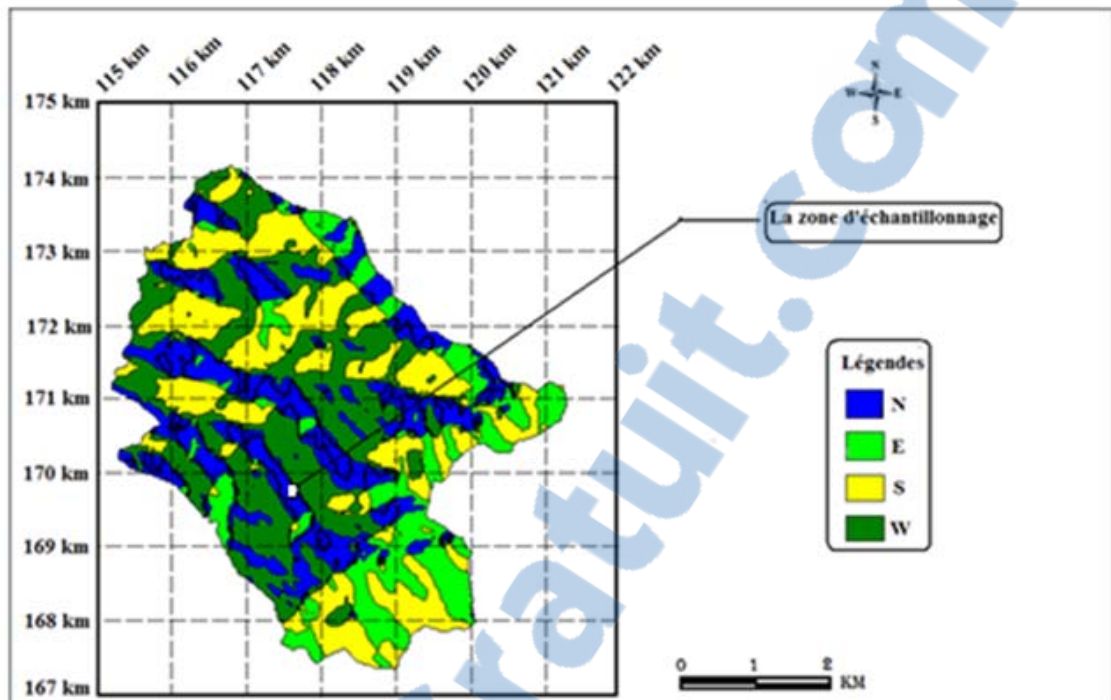 115 km 116 km 117 km 118 km 119 km 120 km 121 km 122 km
175 km
174 km
173 km
172 km
171 km
170 km
169 km
168 km
167 km
N
W E
S
La zone d'échantillonnage
Légendes
N
E
S
W
0 1 2
KM
ratuit.com